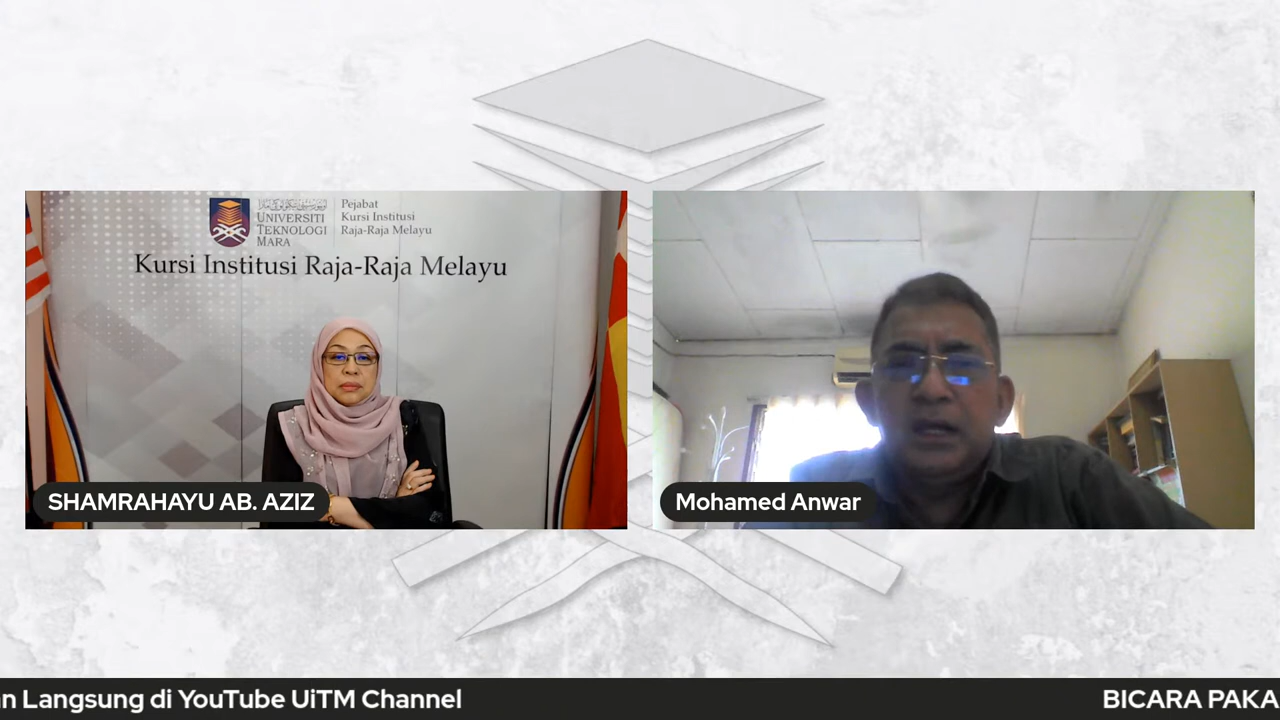 UNIVERSITI
TEKNOLOGI
MARA
Pejabat
Kursi Institusi
Raja-Raja Melayu
Kursi Institusi Raja-Raja Melayu
SHAMRAHAYU AB. AZIZ
Mohamed Anwar
an Langsung di YouTube UiTM Channel
BICARA PAKA